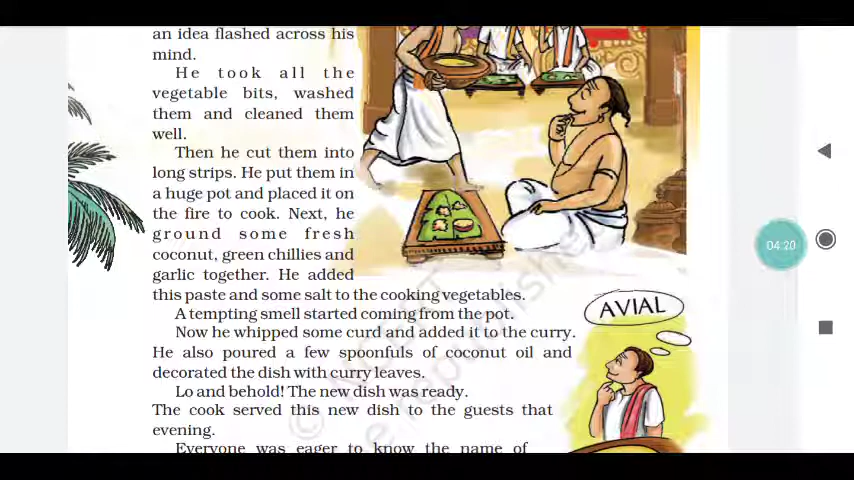 an idea flashed across his
mind.
He took all the
vegetable bits, washed
them and cleaned them
well.
Then he cut them into
long strips. He put them in
a huge pot and placed it on
the fire to cook. Next, he
ground some fresh
coconut, green chillies and
garlic together. He added
this paste and some salt to the cooking vegetables.
A tempting smell started coming from the pot.
Now he whipped some curd and added it to the curry.
He also poured a few spoonfuls of coconut oil and
decorated the dish with curry leaves.
Lo and behold! The new dish was ready.
The cook served this new dish to the guests that
evening.
Everyone was eager to know the name of
AVIAL
04:20